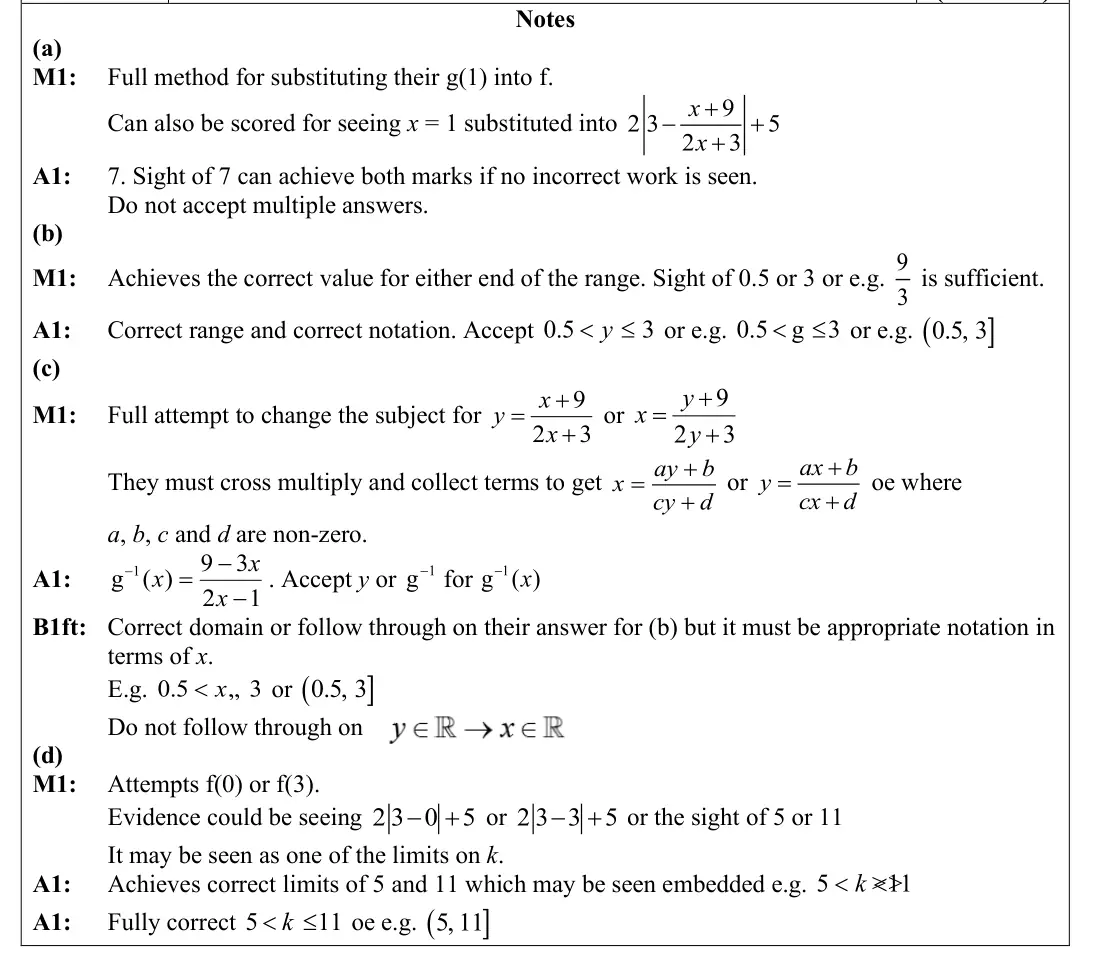 Notes
(a)
M1: Full method for substituting their g(1) into f.
Can also be scored for seeing x = 1 substituted into 2|3 − (x+9)/(2x+3)| + 5
A1: 7. Sight of 7 can achieve both marks if no incorrect work is seen.
Do not accept multiple answers.
(b)
M1: Achieves the correct value for either end of the range. Sight of 0.5 or 3 or e.g. 9/3 is sufficient.
A1: Correct range and correct notation. Accept 0.5 < y ≤ 3 or e.g. 0.5 < g ≤3 or e.g. (0.5, 3]
(c)
M1: Full attempt to change the subject for y = (x+9)/(2x+3) or x = (y+9)/(2y+3)
They must cross multiply and collect terms to get x = (ay+b)/(cy+d) or y = (ax+b)/(cx+d) oe where
a, b, c and d are non-zero.
A1: g⁻¹(x) = (9−3x)/(2x−1) . Accept y or g⁻¹ for g⁻¹(x)
B1ft: Correct domain or follow through on their answer for (b) but it must be appropriate notation in
terms of x.
E.g. 0.5 < x,, 3 or (0.5, 3]
Do not follow through on y ∈ ℝ → x ∈ ℝ
(d)
M1: Attempts f(0) or f(3).
Evidence could be seeing 2|3−0|+5 or 2|3−3|+5 or the sight of 5 or 11
It may be seen as one of the limits on k.
A1: Achieves correct limits of 5 and 11 which may be seen embedded e.g. 5 < k
A1: Fully correct 5 < k ≤11 oe e.g. (5, 11]